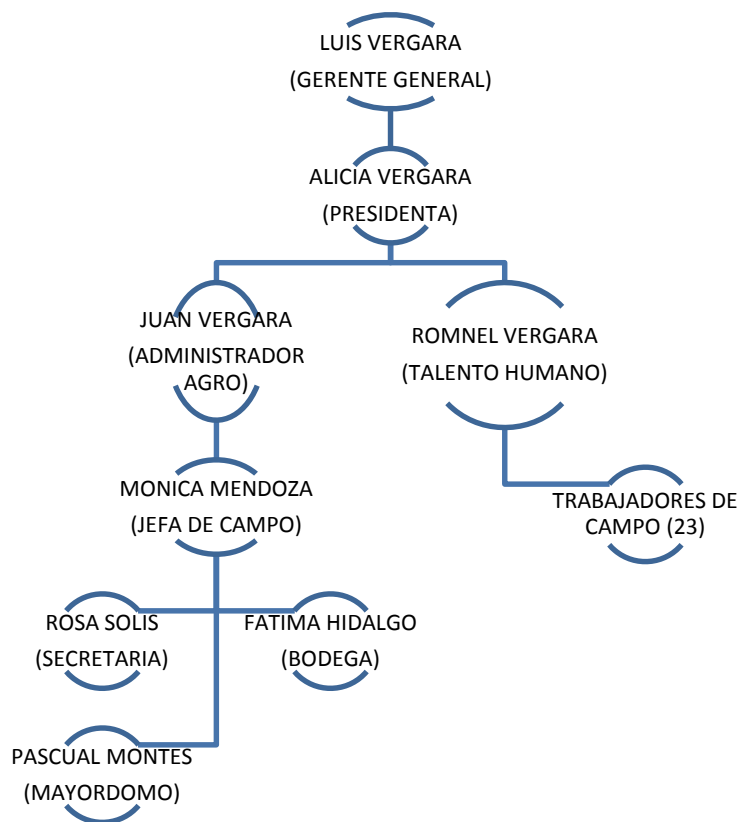 LUIS VERGARA
(GERENTE GENERAL)
ALICIA VERGARA
(PRESIDENTA)
JUAN VERGARA
(ADMINISTRADOR
AGRO)
ROMNEL VERGARA
(TALENTO HUMANO)
MONICA MENDOZA
(JEFA DE CAMPO)
TRABAJADORES DE
CAMPO (23)
ROSA SOLIS
(SECRETARIA)
FATIMA HIDALGO
(BODEGA)
PASCUAL MONTES
(MAYORDOMO)